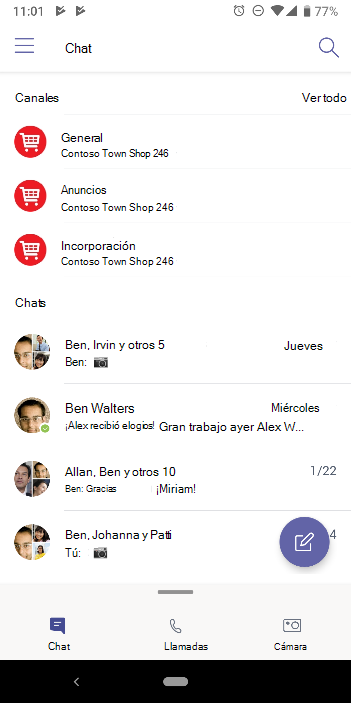 11:01 77%
Chat
Canales Ver todo
General
Contoso Town Shop 246
Anuncios
Contoso Town Shop 246
Incorporación
Contoso Town Shop 246
Chats
Ben, Irvin y otros 5 Jueves
Ben:
Ben Walters Miércoles
¡Alex recibió elogios! Gran trabajo ayer Alex W...
Allan, Ben y otros 10 1/22
Ben: Gracias ¡Miriam!
Ben, Johanna y Patti 4
Tú:
Chat Llamadas Cámara